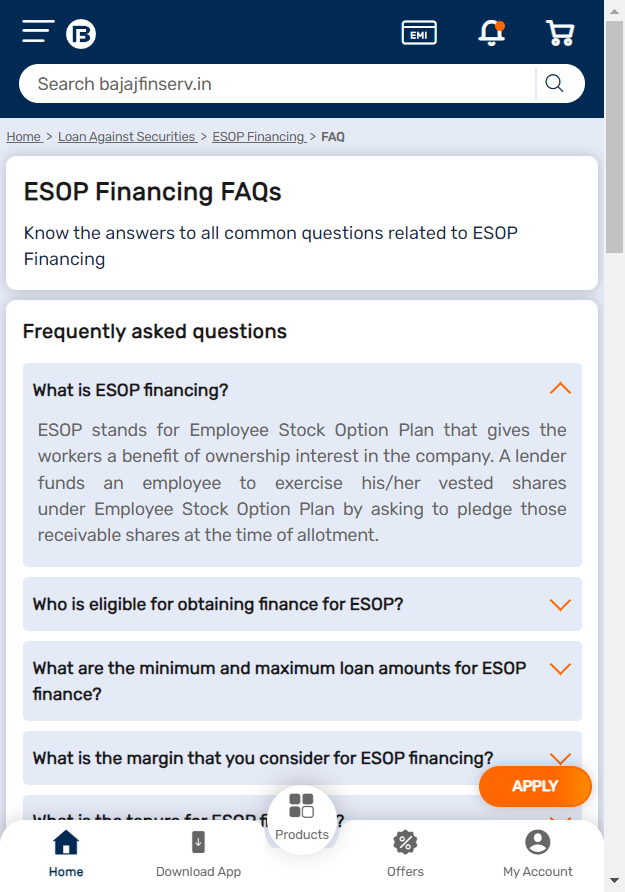 EMI
Search bajajfinserv.in
Home > Loan Against Securities > ESOP Financing > FAQ
ESOP Financing FAQs
Know the answers to all common questions related to ESOP
Financing
Frequently asked questions
What is ESOP financing?
ESOP stands for Employee Stock Option Plan that gives the
workers a benefit of ownership interest in the company. A lender
funds an employee to exercise his/her vested shares
under Employee Stock Option Plan by asking to pledge those
receivable shares at the time of allotment.
Who is eligible for obtaining finance for ESOP?
What are the minimum and maximum loan amounts for ESOP
finance?
What is the margin that you consider for ESOP financing?
APPLY
What is the tenure for ESOP fi
?
Products
Home
Download App
Offers
My Account